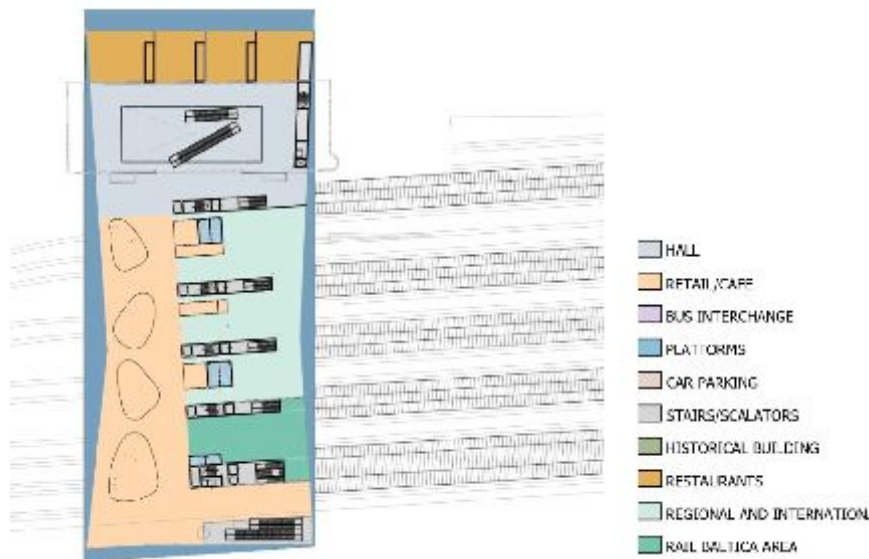 HALL
RETAIL/CAFE
BUS INTERCHANGE
PLATFORMS
CAR PARKING
STAIRS/SCALATORS
HISTORICAL BUILDING
RESTAURANTS
REGIONAL AND INTERNATION
RAIL BALTICA AREA